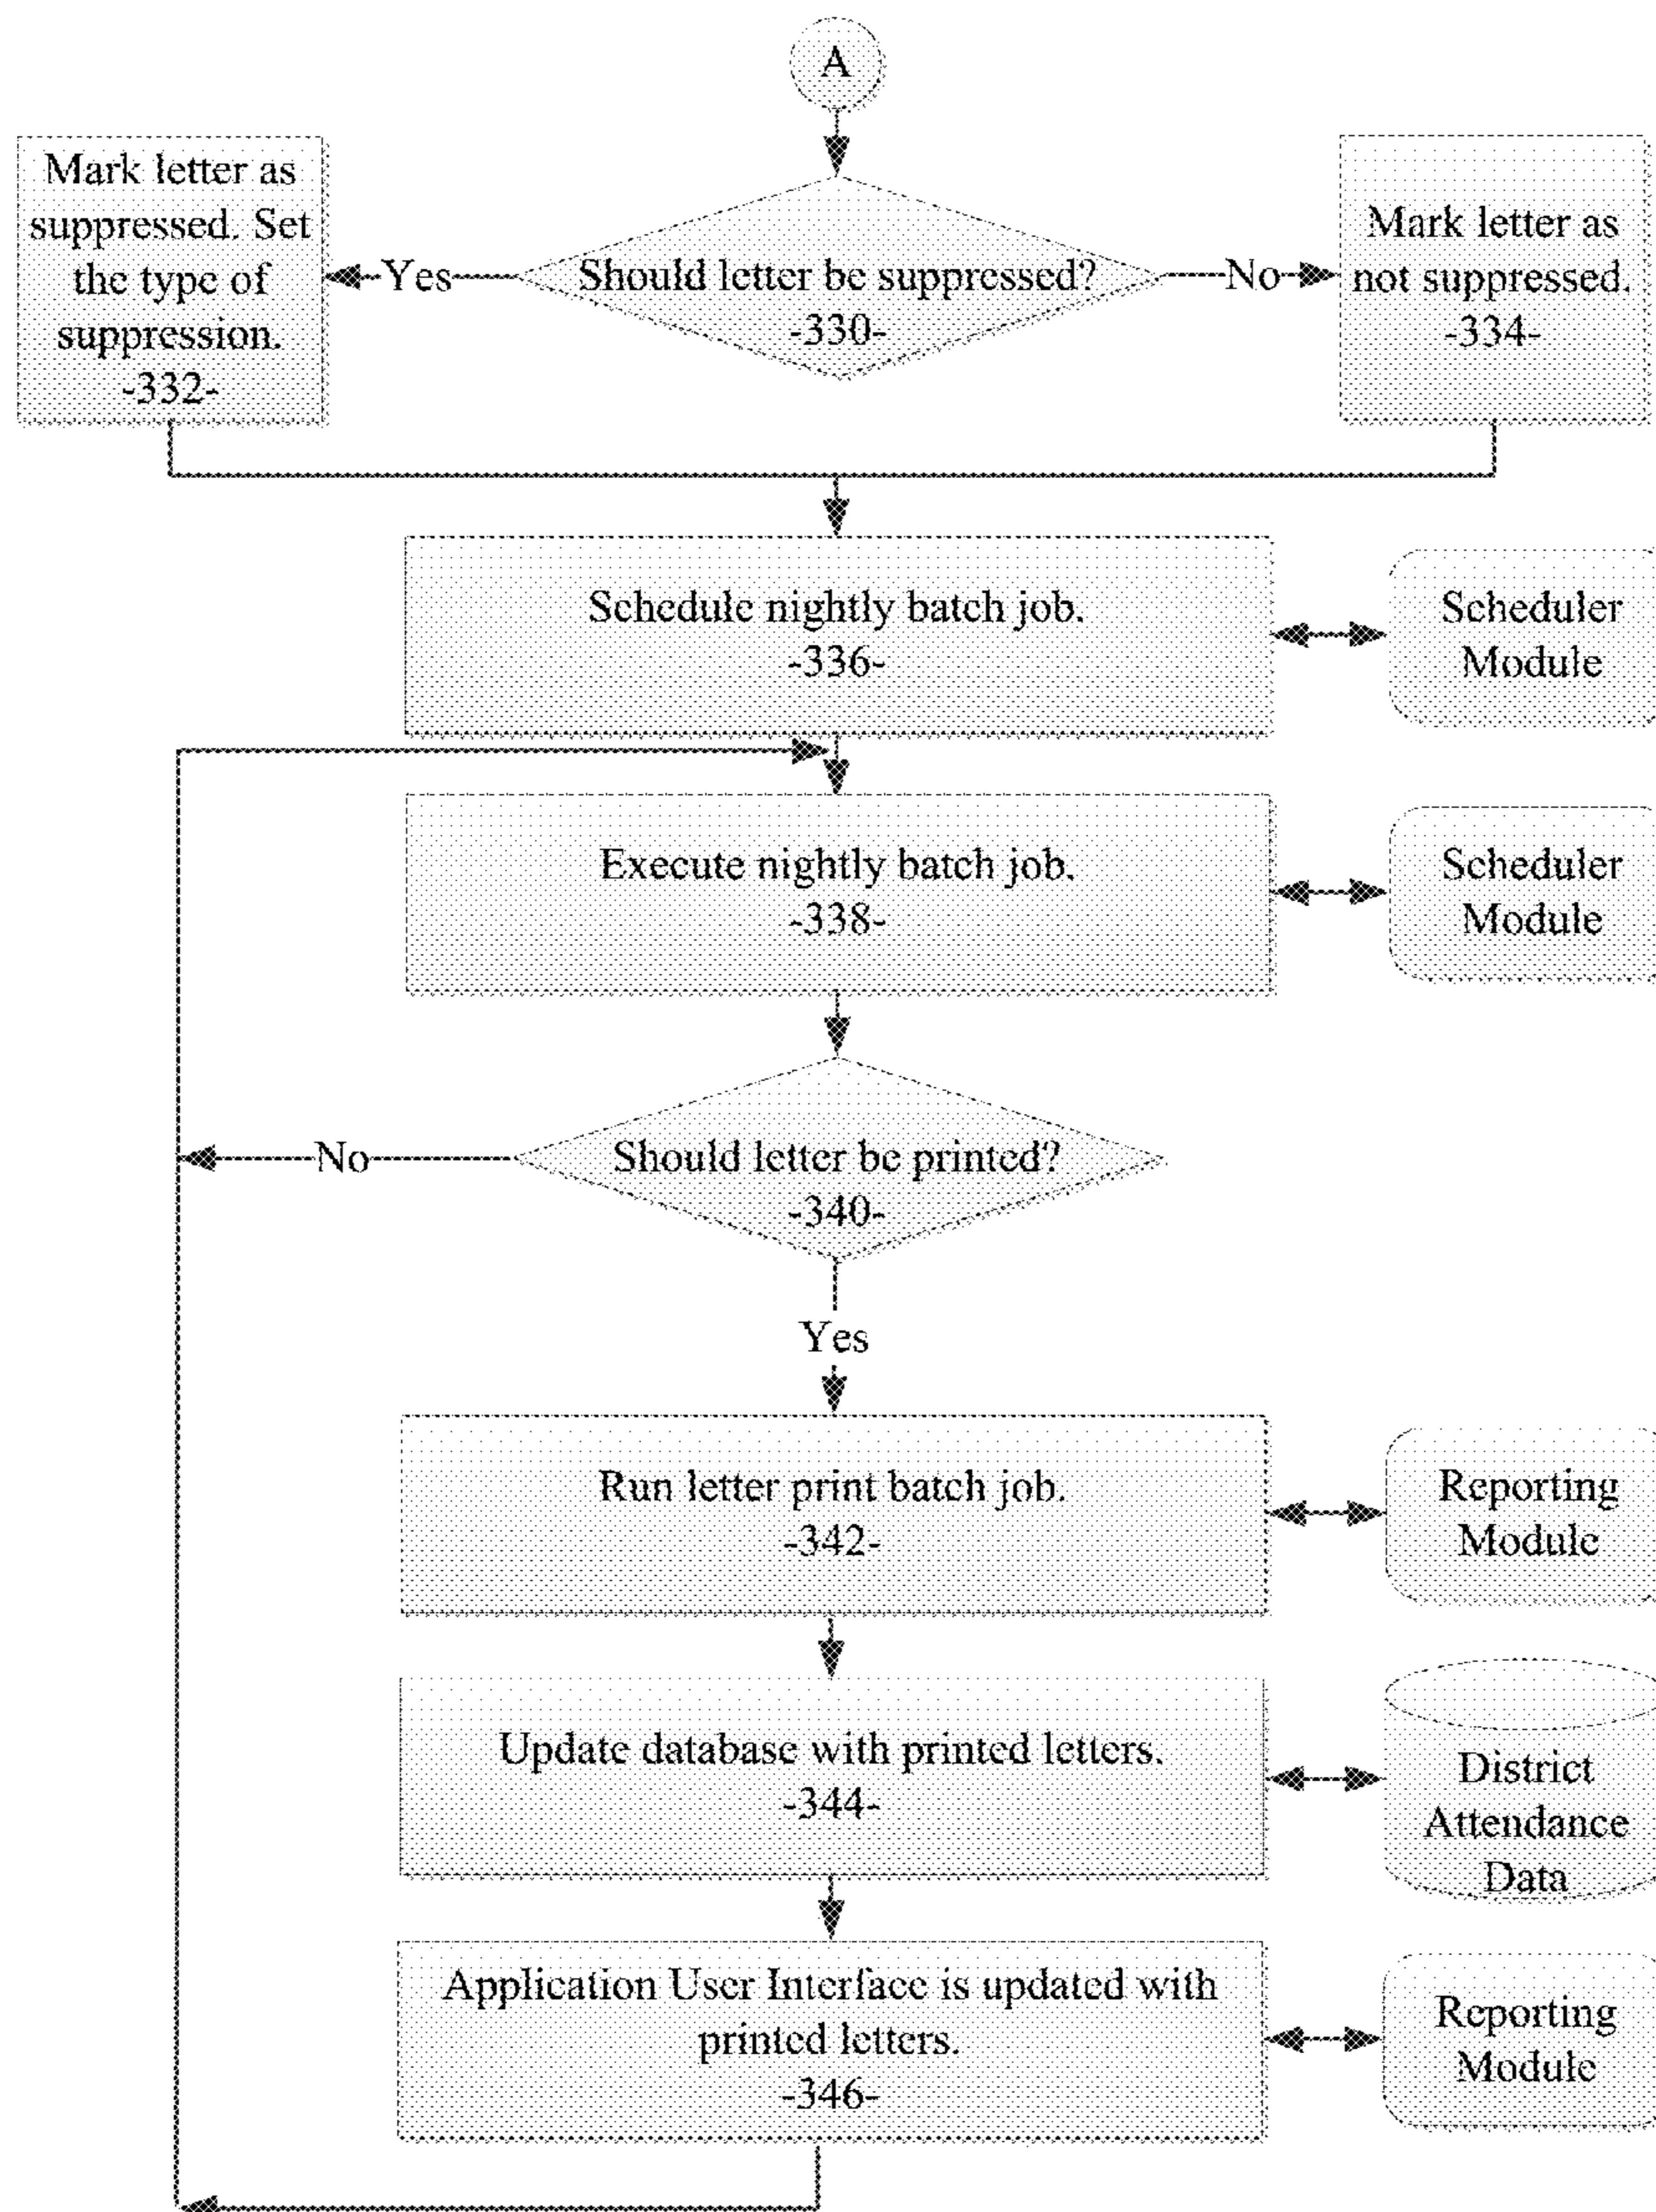 A
Mark letter as
suppressed. Set
the type of
suppression.
-332-
Yes
Should letter be suppressed?
-330-
No
Mark letter as
not suppressed.
-334-
Schedule nightly batch job.
-336-
Scheduler
Module
Execute nightly batch job.
-338-
Scheduler
Module
No
Should letter be printed?
-340-
Yes
Run letter print batch job.
-342-
Reporting
Module
Update database with printed letters.
-344-
District
Attendance
Data
Application User Interface is updated with
printed letters.
-346-
Reporting
Module